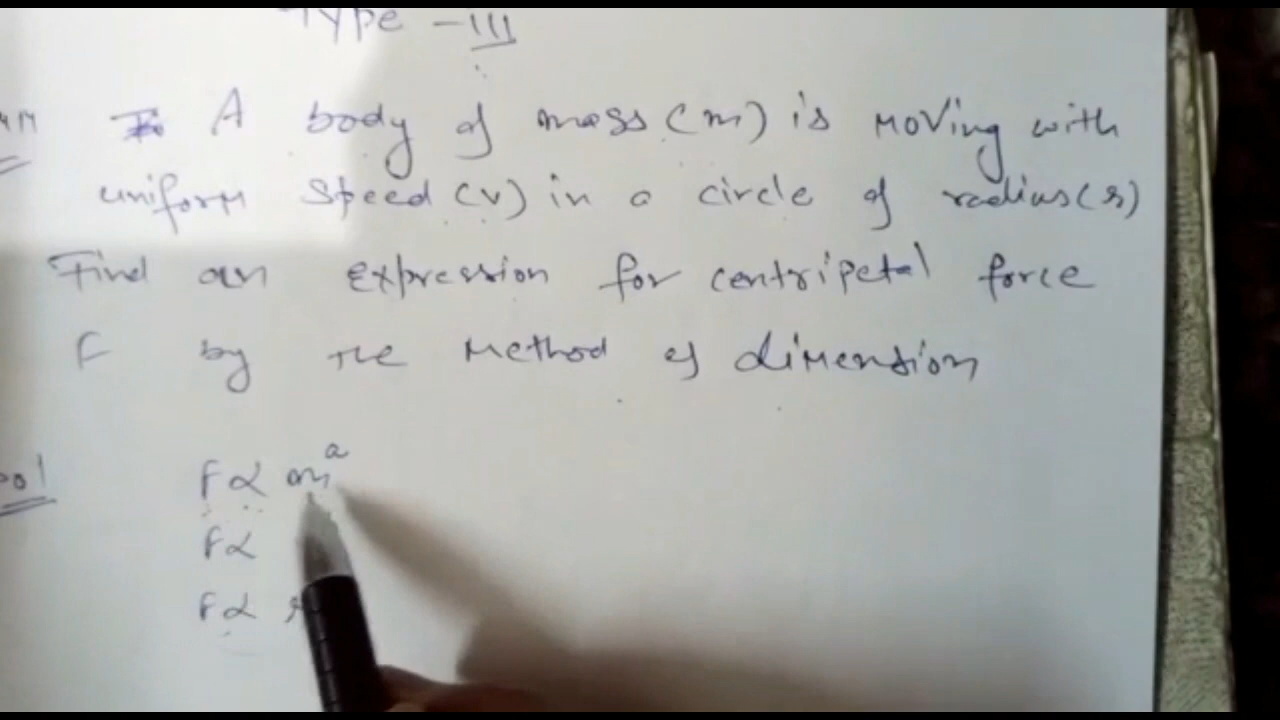 Type - III
A body of mass (m) is moving with
uniform speed (v) in a circle of radius (r)
Find an expression for centripetal force
F by the method of dimension
F ∝ m^a
F ∝
F ∝